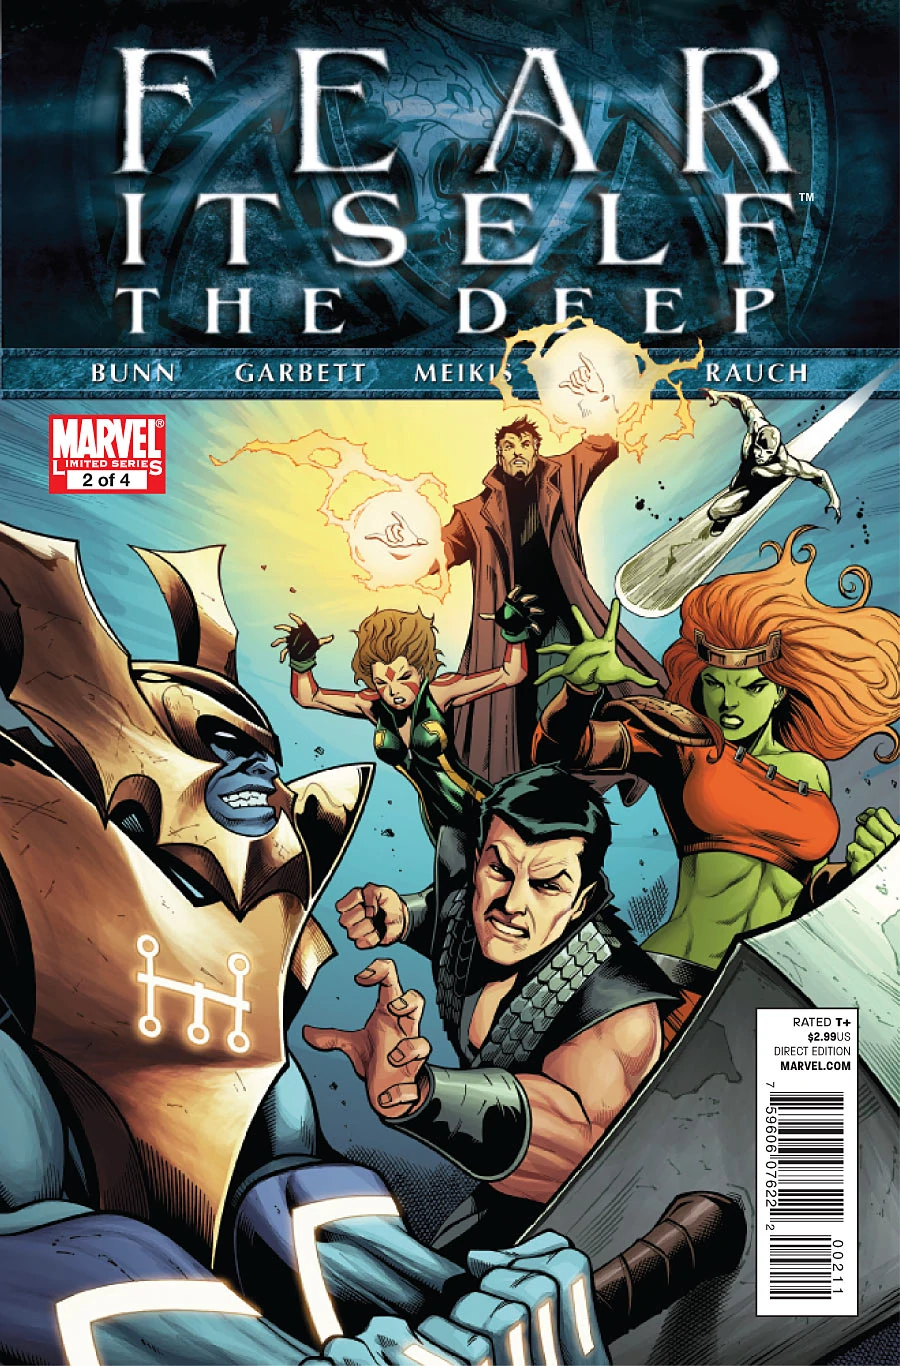 FEAR
ITSELF™
THE DEEP
BUNN GARBETT MEIKIS RAUCH
MARVEL®
LIMITED SERIES
2 of 4
RATED T+
$2.99US
DIRECT EDITION
MARVEL.COM
7 59606 07622 2
00211